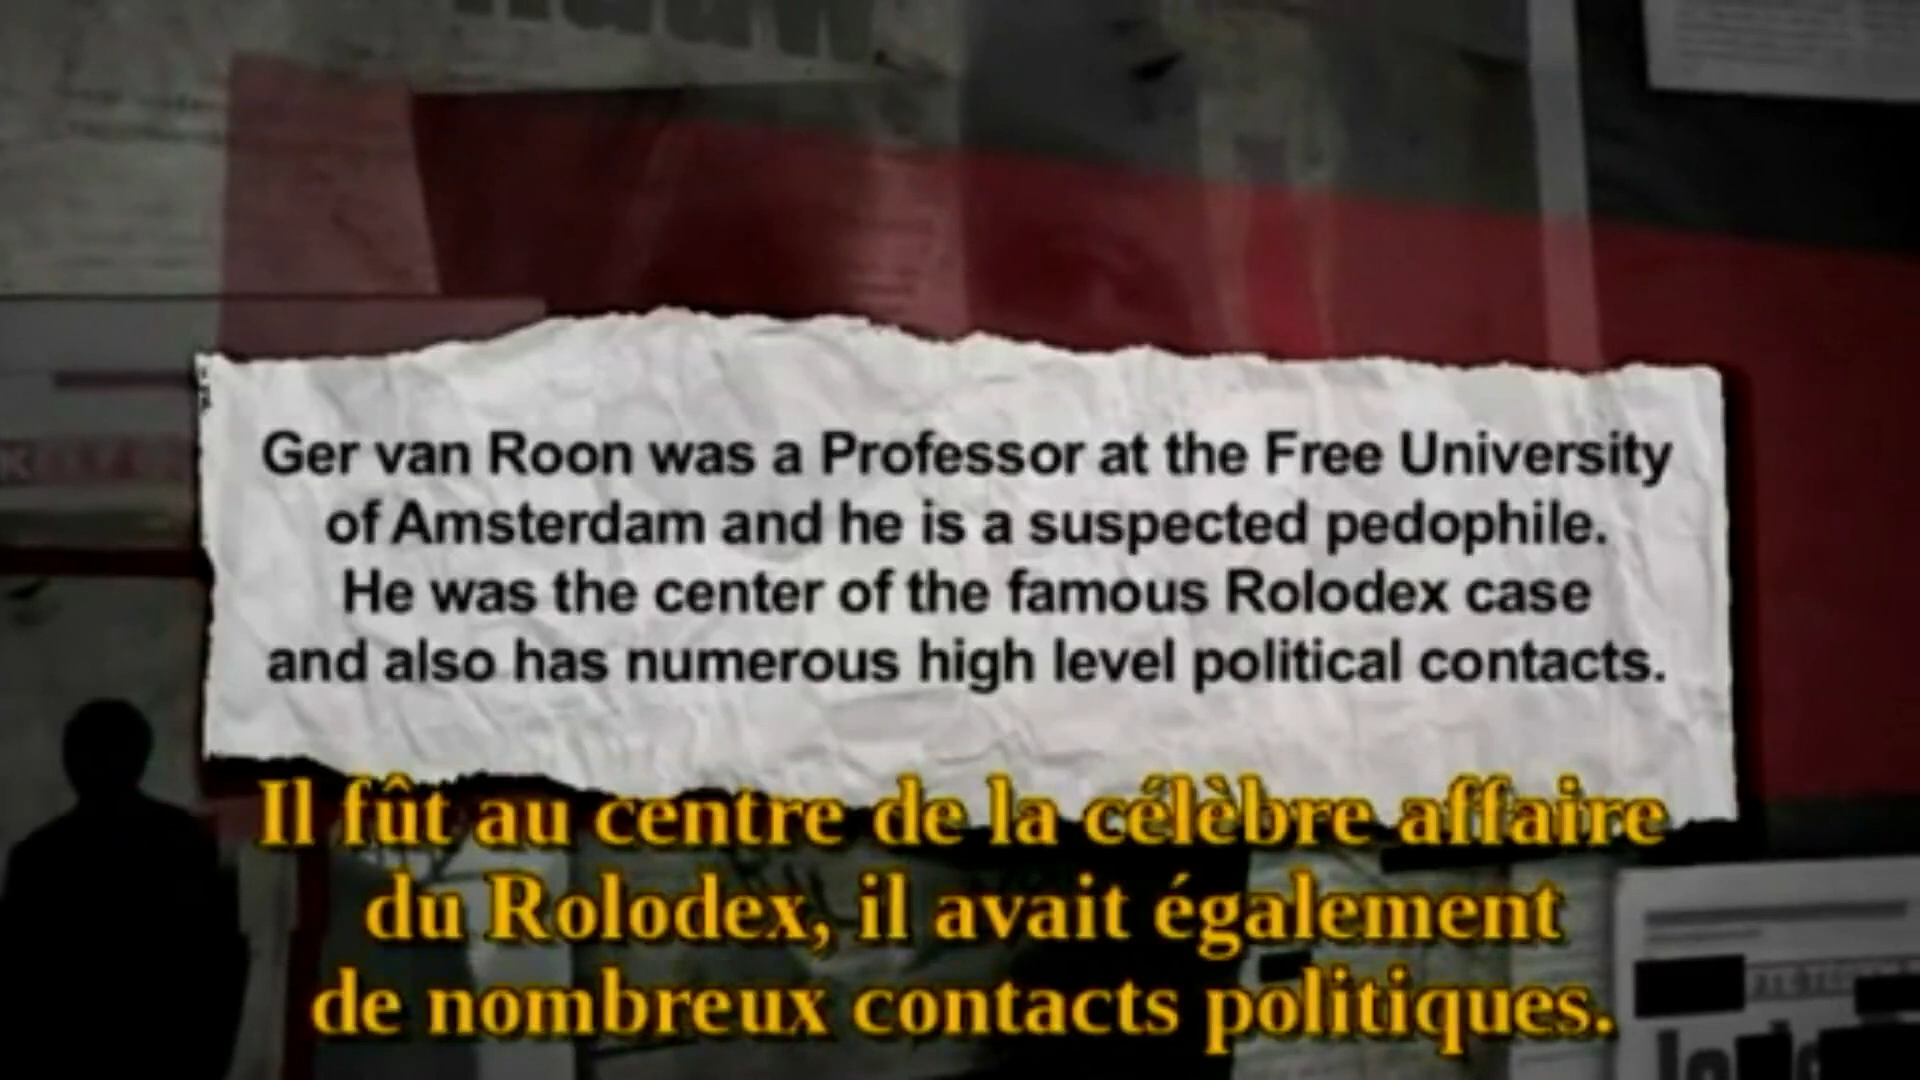 Ger van Roon was a Professor at the Free University
of Amsterdam and he is a suspected pedophile.
He was the center of the famous Rolodex case
and also has numerous high level political contacts.
Il fût au centre de la célèbre affaire
du Rolodex, il avait également
de nombreux contacts politiques.